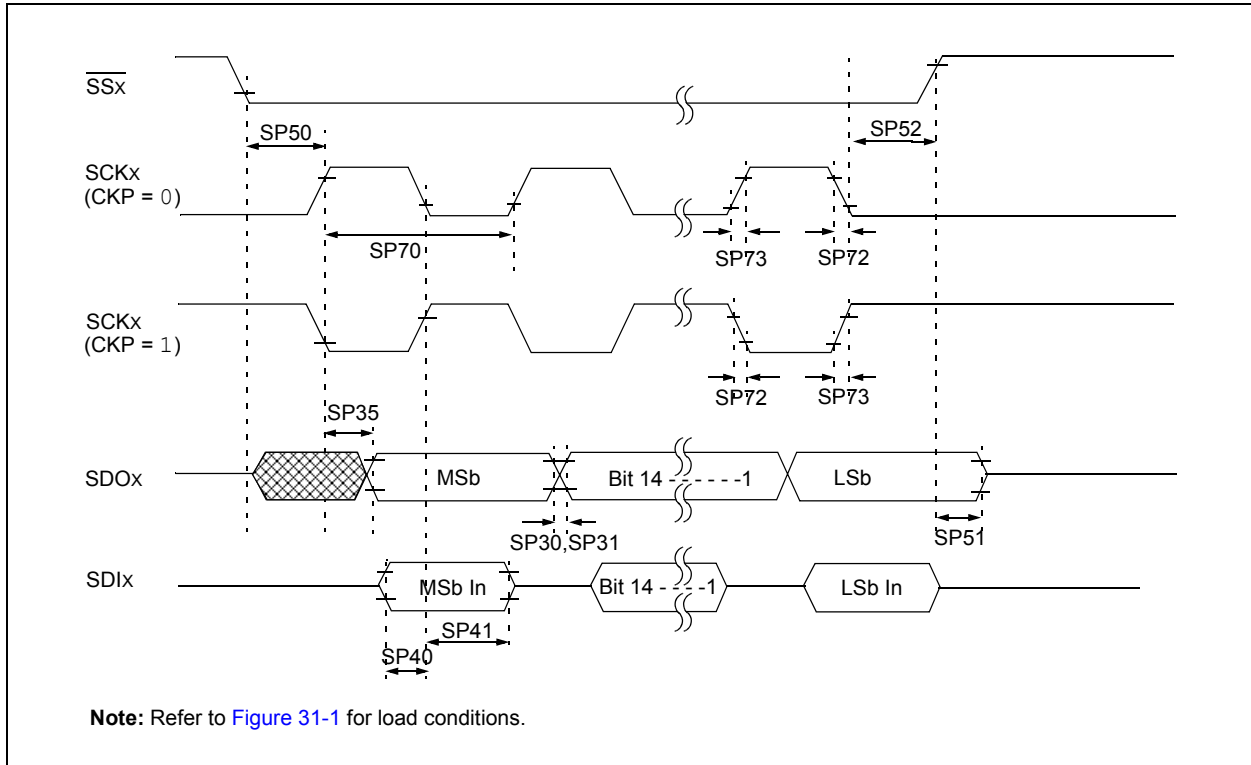 SSx
SP50
SP52
SCKx
(CKP = 0)
SP70
SP73
SP72
SCKx
(CKP = 1)
SP72
SP73
SP35
SDOx
MSb
Bit 14 - - - - - -1
LSb
SP30,SP31
SP51
SDIx
MSb In
Bit 14 - - - -1
LSb In
SP41
SP40
Note: Refer to Figure 31-1 for load conditions.